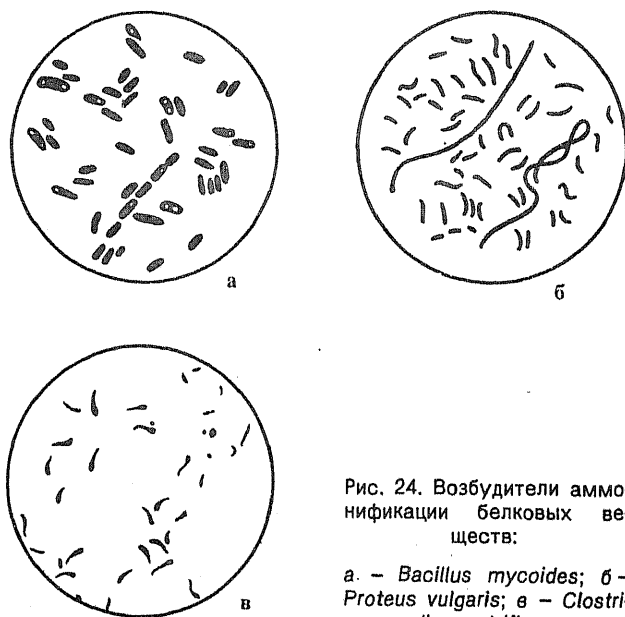 а
б
в
Рис. 24. Возбудители аммо-
нификации белковых ве-
ществ:
а. – Bacillus mycoides; б –
Proteus vulgaris; в – Clostri-